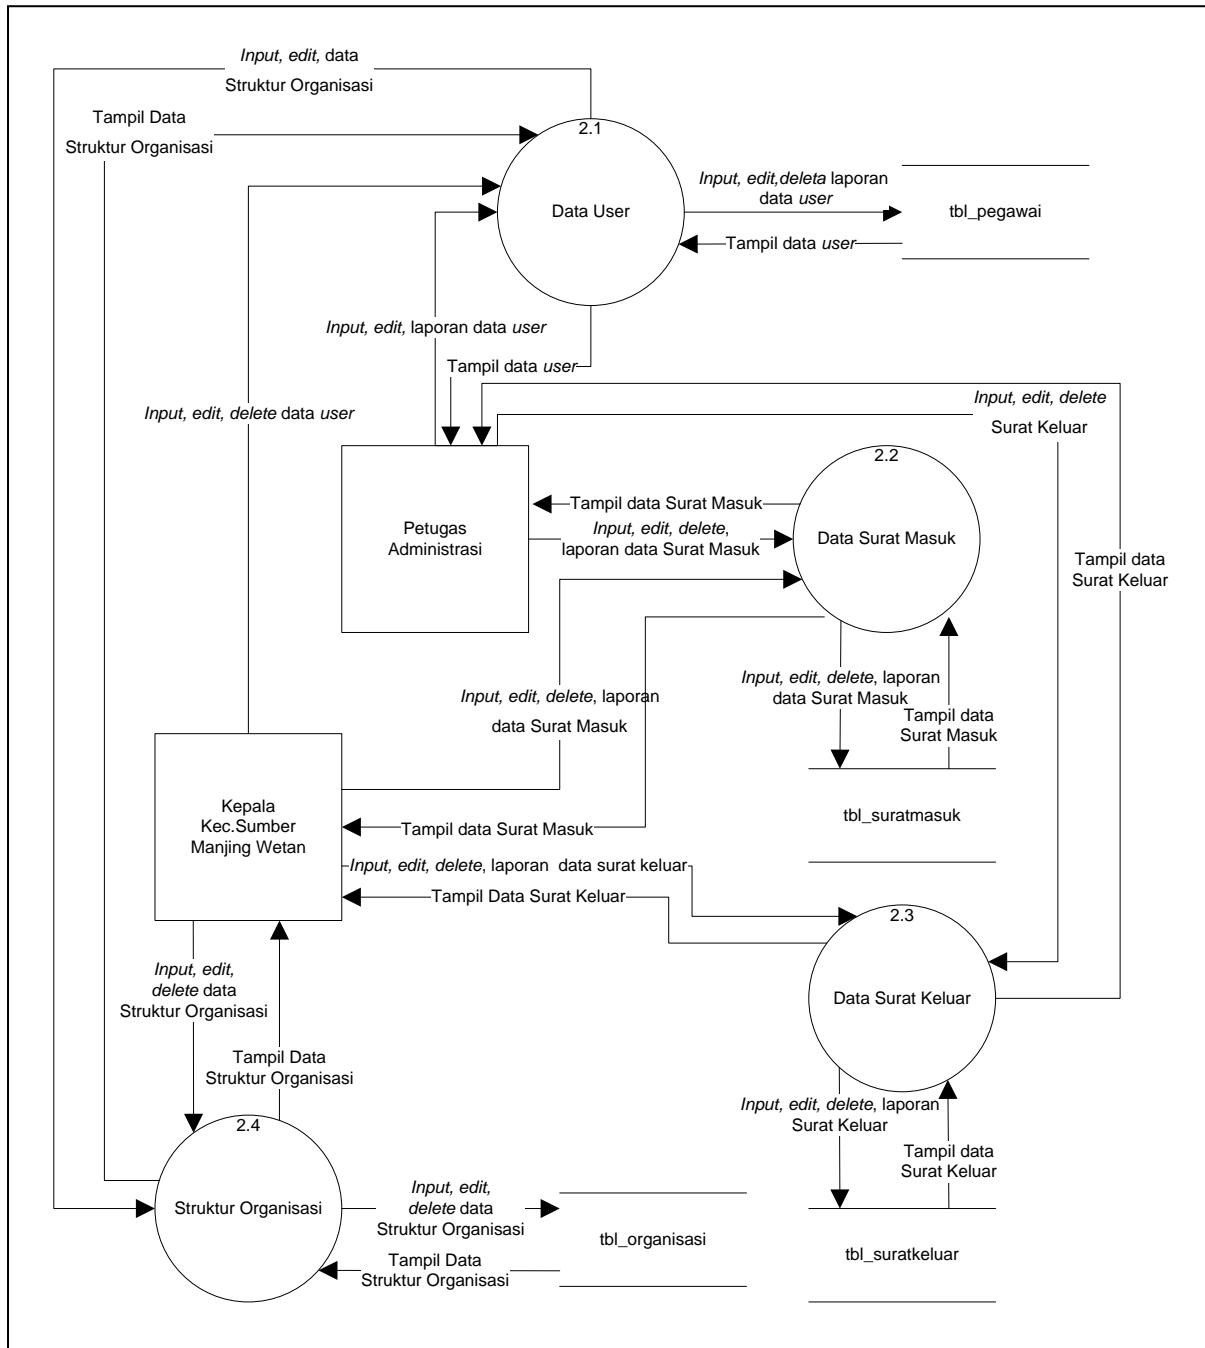 Input, edit, data
Struktur Organisasi
Tampil Data
Struktur Organisasi
2.1
Data User
Input, edit,deleta laporan
data user
Tampil data user
tbl_pegawai
Input, edit, laporan data user
Tampil data user
Input, edit, delete data user
Input, edit, delete
Surat Keluar
Petugas
Administrasi
2.2
Data Surat Masuk
Tampil data Surat Masuk
Input, edit, delete,
laporan data Surat Masuk
Tampil data
Surat Keluar
Input, edit, delete, laporan
data Surat Masuk
Input, edit, delete, laporan
data Surat Masuk
Tampil data
Surat Masuk
Kepala
Kec.Sumber
Manjing Wetan
tbl_suratmasuk
Tampil data Surat Masuk
Input, edit, delete, laporan data surat keluar
Tampil Data Surat Keluar
2.3
Data Surat Keluar
Input, edit,
delete data
Struktur Organisasi
Tampil Data
Struktur Organisasi
Input, edit, delete, laporan
Surat Keluar
Tampil data
Surat Keluar
2.4
Struktur Organisasi
Input, edit,
delete data
Struktur Organisasi
Tampil Data
Struktur Organisasi
tbl_organisasi
tbl_suratkeluar